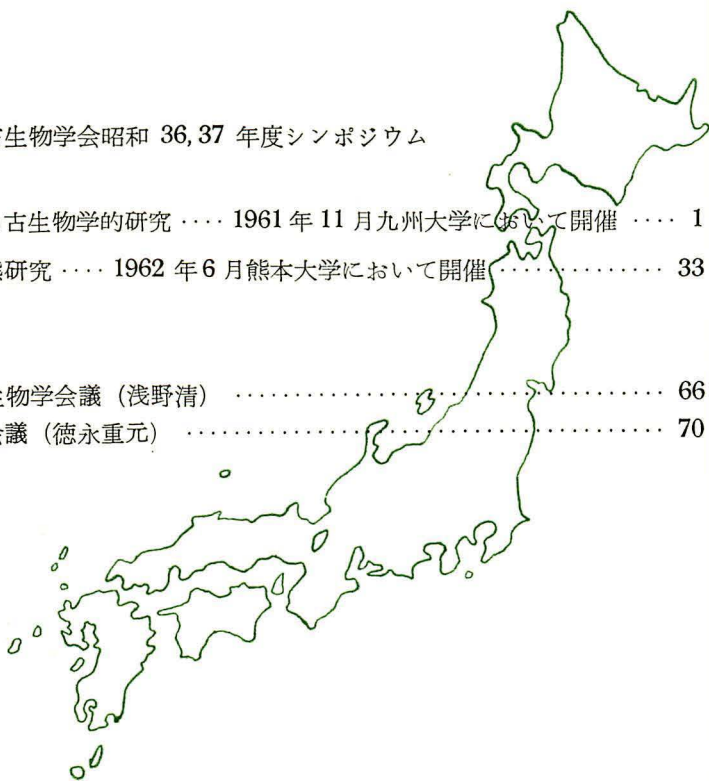 生物学会昭和 36, 37 年度シンポジウム
古生物学的研究 ···· 1961 年 11 月九州大学において開催 ···· 1
研究 ···· 1962 年 6 月熊本大学において開催 ············· 33
生物学会議（浅野清） ································ 66
会議（徳永重元） ···································· 70